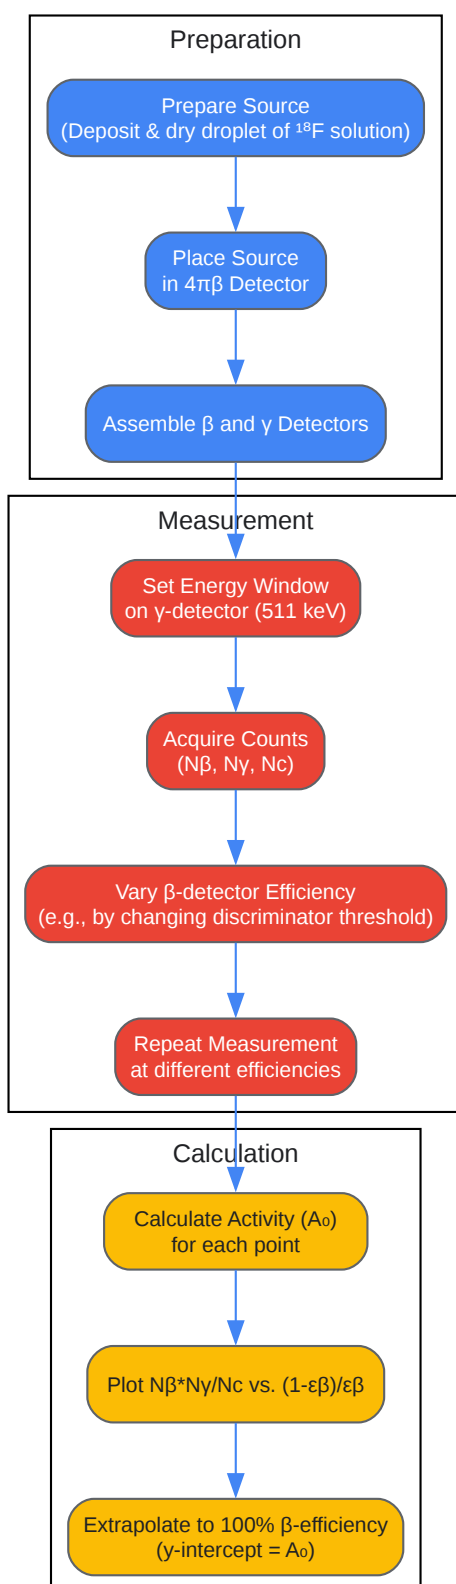 Preparation
Prepare Source
(Deposit & dry droplet of ¹⁸F solution)
Place Source
in 4πβ Detector
Assemble β and γ Detectors
Measurement
Set Energy Window
on γ-detector (511 keV)
Acquire Counts
(Nβ, Nγ, Nc)
Vary β-detector Efficiency
(e.g., by changing discriminator threshold)
Repeat Measurement
at different efficiencies
Calculation
Calculate Activity (A₀)
for each point
Plot Nβ*Nγ/Nc vs. (1-εβ)/εβ
Extrapolate to 100% β-efficiency
(y-intercept = A₀)